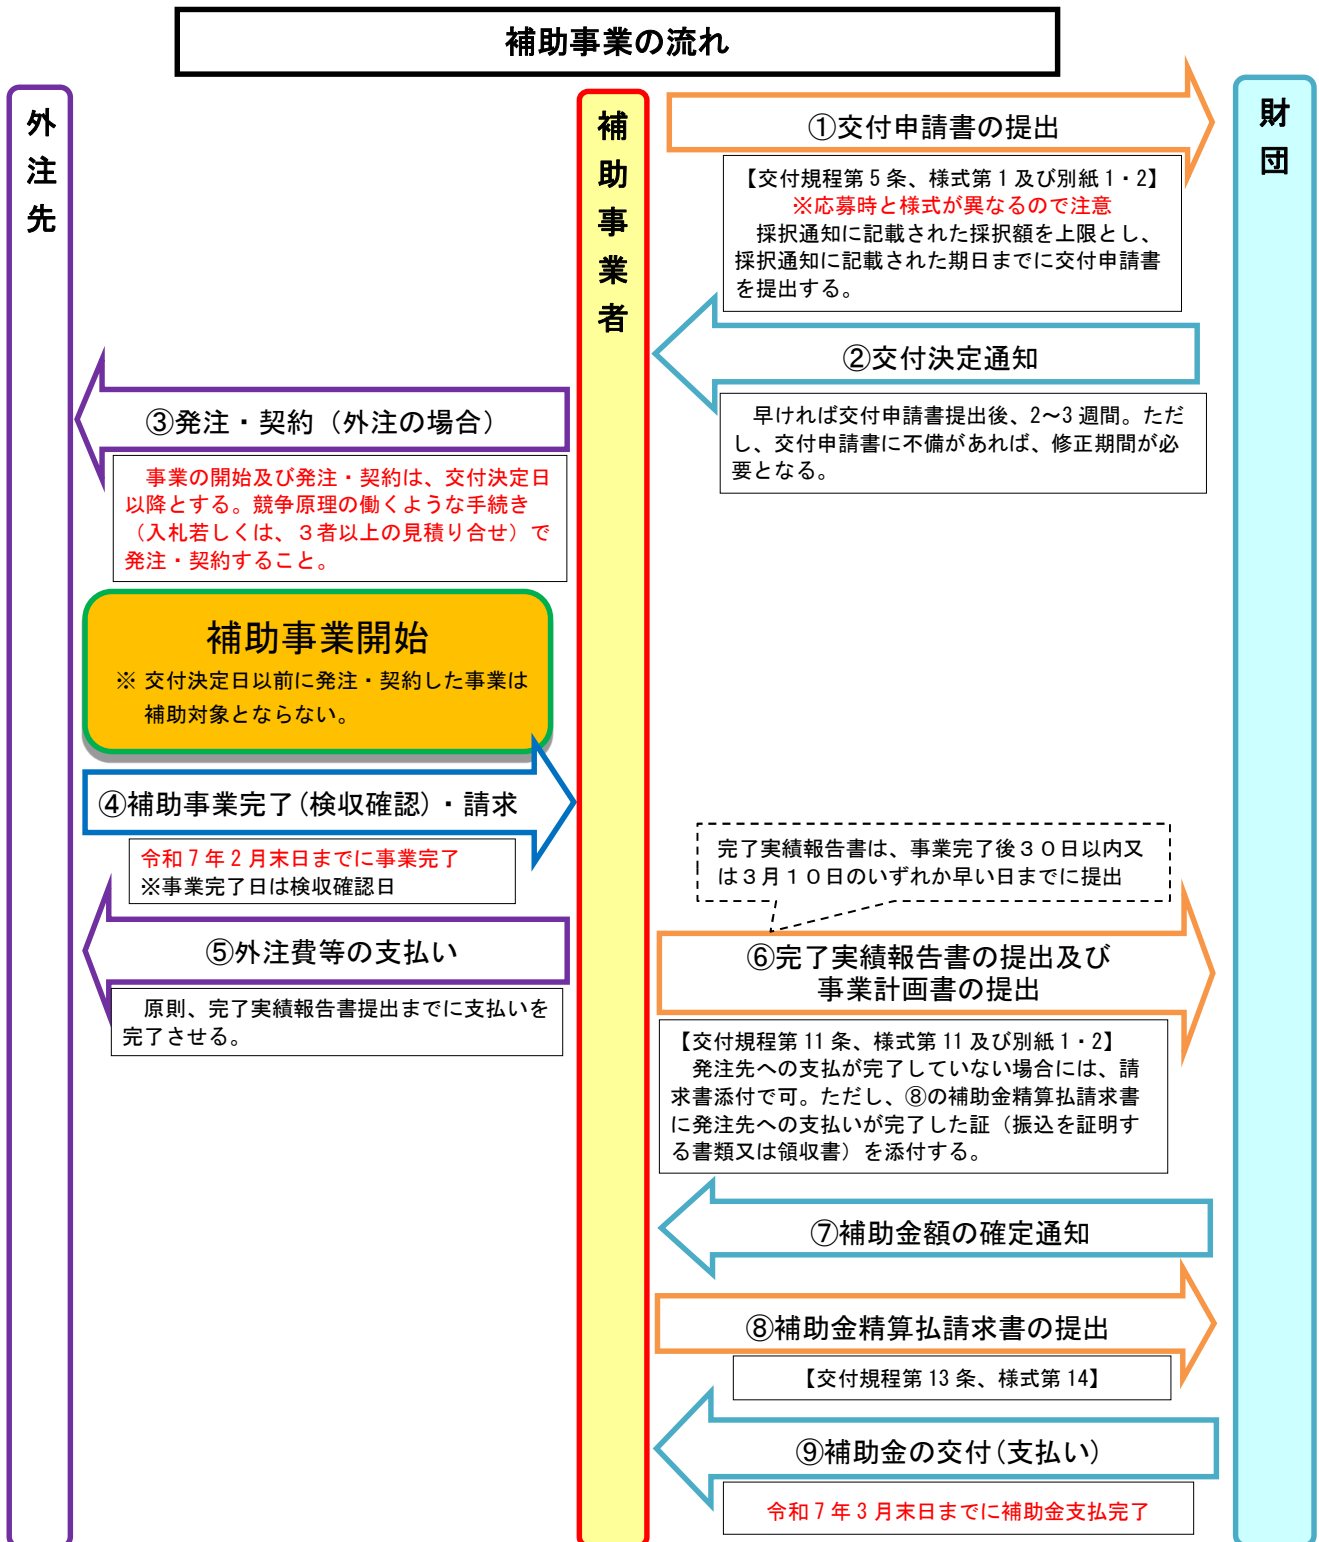 補助事業の流れ
外注先
補助事業者
財団
①交付申請書の提出
【交付規程第5条、様式第1及び別紙1・2】
※応募時と様式が異なるので注意
採択通知に記載された採択額を上限とし、
採択通知に記載された期日までに交付申請書
を提出する。
②交付決定通知
早ければ交付申請書提出後、2～3週間。ただ
し、交付申請書に不備があれば、修正期間が必
要となる。
③発注・契約（外注の場合）
事業の開始及び発注・契約は、交付決定日
以降とする。競争原理の働くような手続き
（入札若しくは、３者以上の見積り合せ）で
発注・契約すること。
補助事業開始
※ 交付決定日以前に発注・契約した事業は
補助対象とならない。
④補助事業完了(検収確認)・請求
令和7年2月末日までに事業完了
※事業完了日は検収確認日
⑤外注費等の支払い
原則、完了実績報告書提出までに支払いを
完了させる。
完了実績報告書は、事業完了後３０日以内又
は３月１０日のいずれか早い日までに提出
⑥完了実績報告書の提出及び
事業計画書の提出
【交付規程第11条、様式第11及び別紙1・2】
発注先への支払が完了していない場合には、請
求書添付で可。ただし、⑧の補助金精算払請求書
に発注先への支払いが完了した証（振込を証明す
る書類又は領収書）を添付する。
⑦補助金額の確定通知
⑧補助金精算払請求書の提出
【交付規程第13条、様式第14】
⑨補助金の交付(支払い)
令和7年3月末日までに補助金支払完了